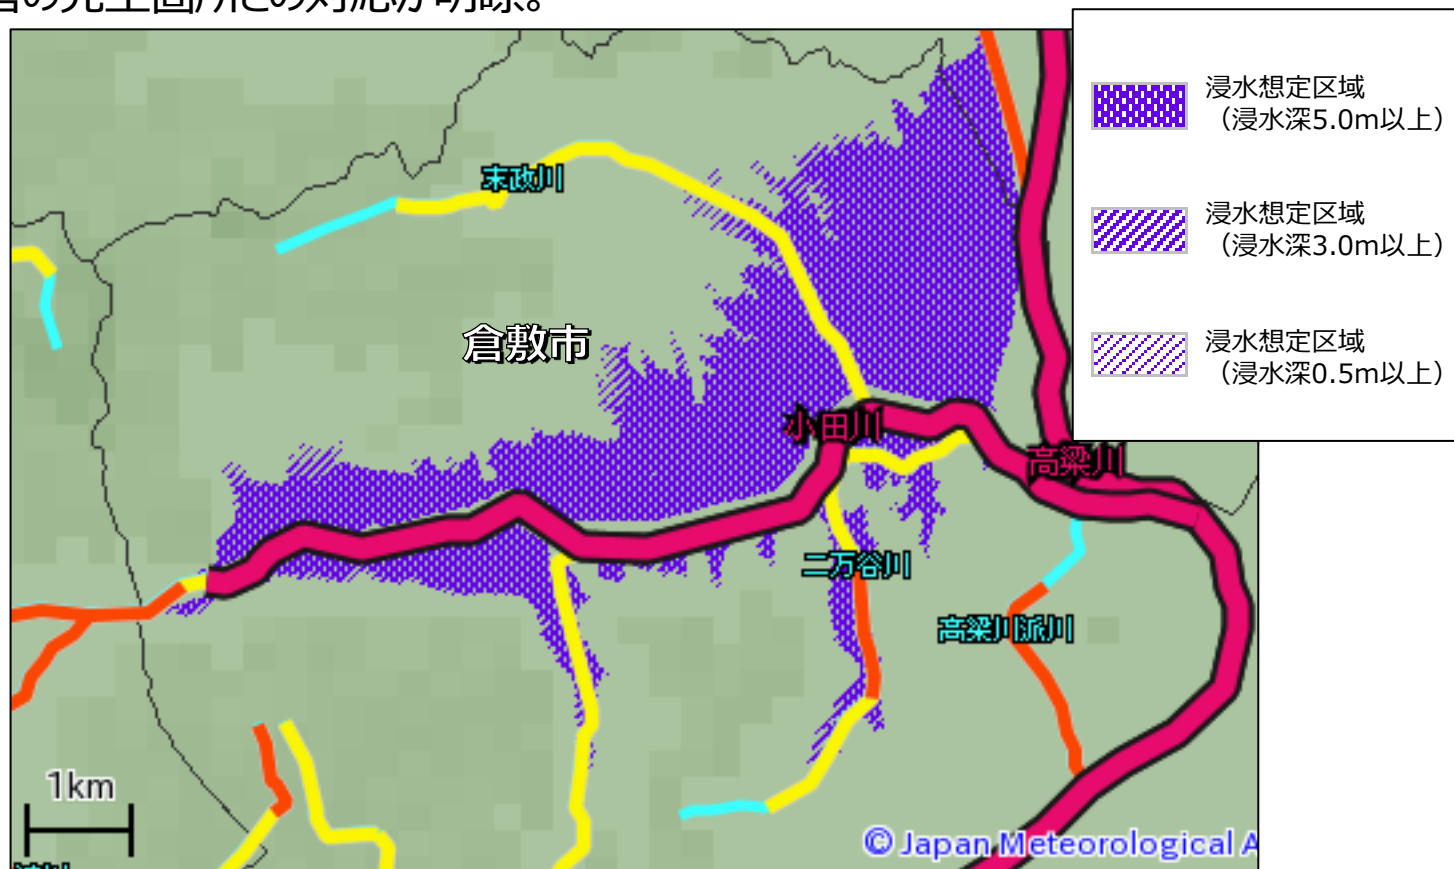 浸水想定区域
（浸水深5.0m以上）
浸水想定区域
（浸水深3.0m以上）
浸水想定区域
（浸水深0.5m以上）
末政川
倉敷市
小田川
高梁川
二万谷川
高梁川派川
1km
© Japan Meteorological A